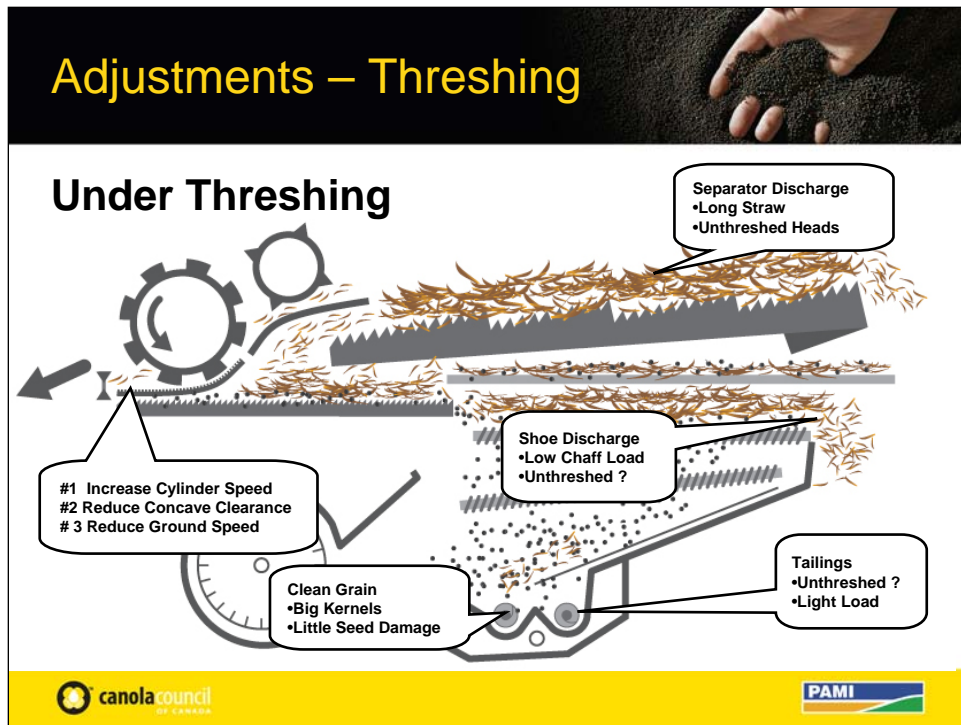 Adjustments – Threshing
Under Threshing
Separator Discharge
•Long Straw
•Unthreshed Heads
Shoe Discharge
•Low Chaff Load
•Unthreshed ?
#1 Increase Cylinder Speed
#2 Reduce Concave Clearance
# 3 Reduce Ground Speed
Clean Grain
•Big Kernels
•Little Seed Damage
Tailings
•Unthreshed ?
•Light Load
canolacouncil
OF CANADA
PAMI